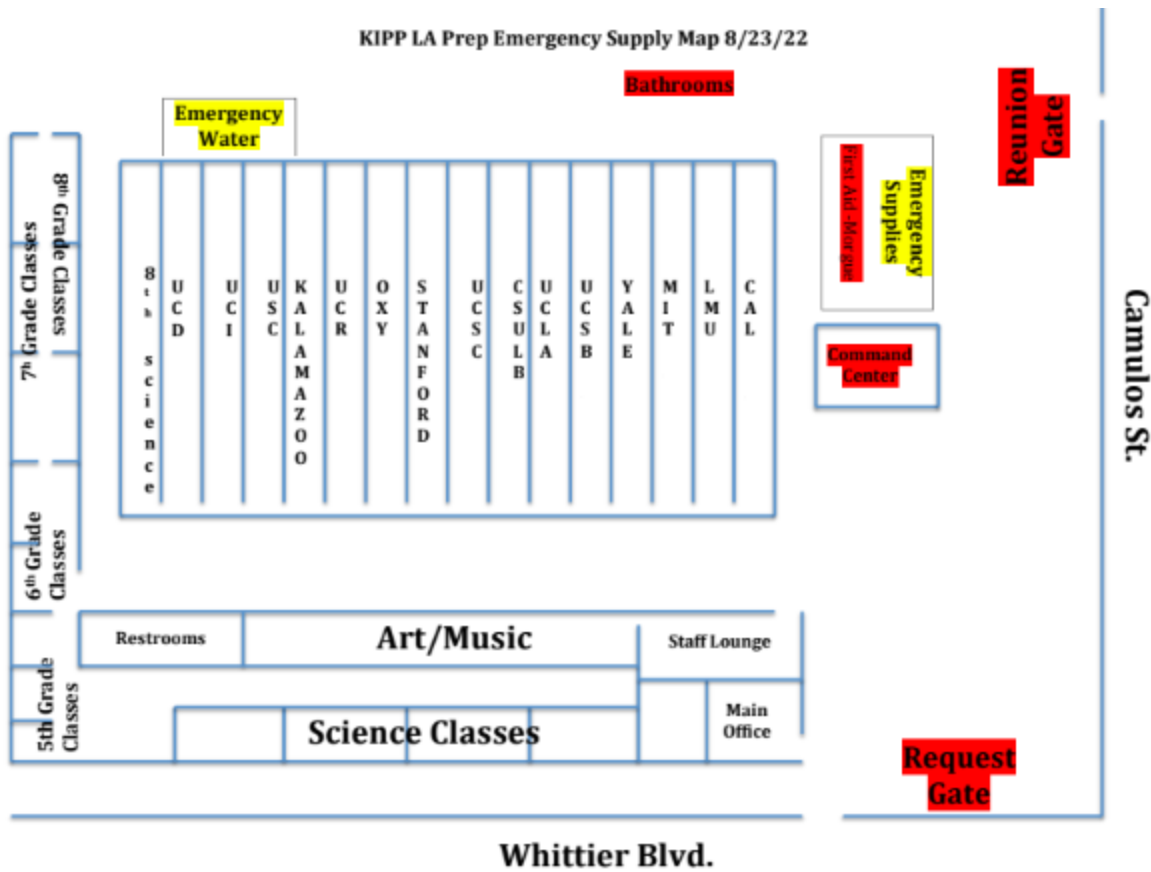 KIPP LA Prep Emergency Supply Map 8/23/22
Bathrooms
Reunion
Gate
Emergency
Water
First Aid -Morgue
Emergency
Supplies
8th Grade Classes
7h Grade Classes
8th science
UCD
UCI
USC
KALAMAZOO
UCR
OXY
STANFORD
UCSC
CSULB
UCLA
UCSB
YALE
MIT
LMU
CAL
Command
Center
Camulos St.
6th Grade
Classes
Restrooms
Art/Music
Staff Lounge
5th Grade
Classes
Science Classes
Main
Office
Request
Gate
Whittier Blvd.